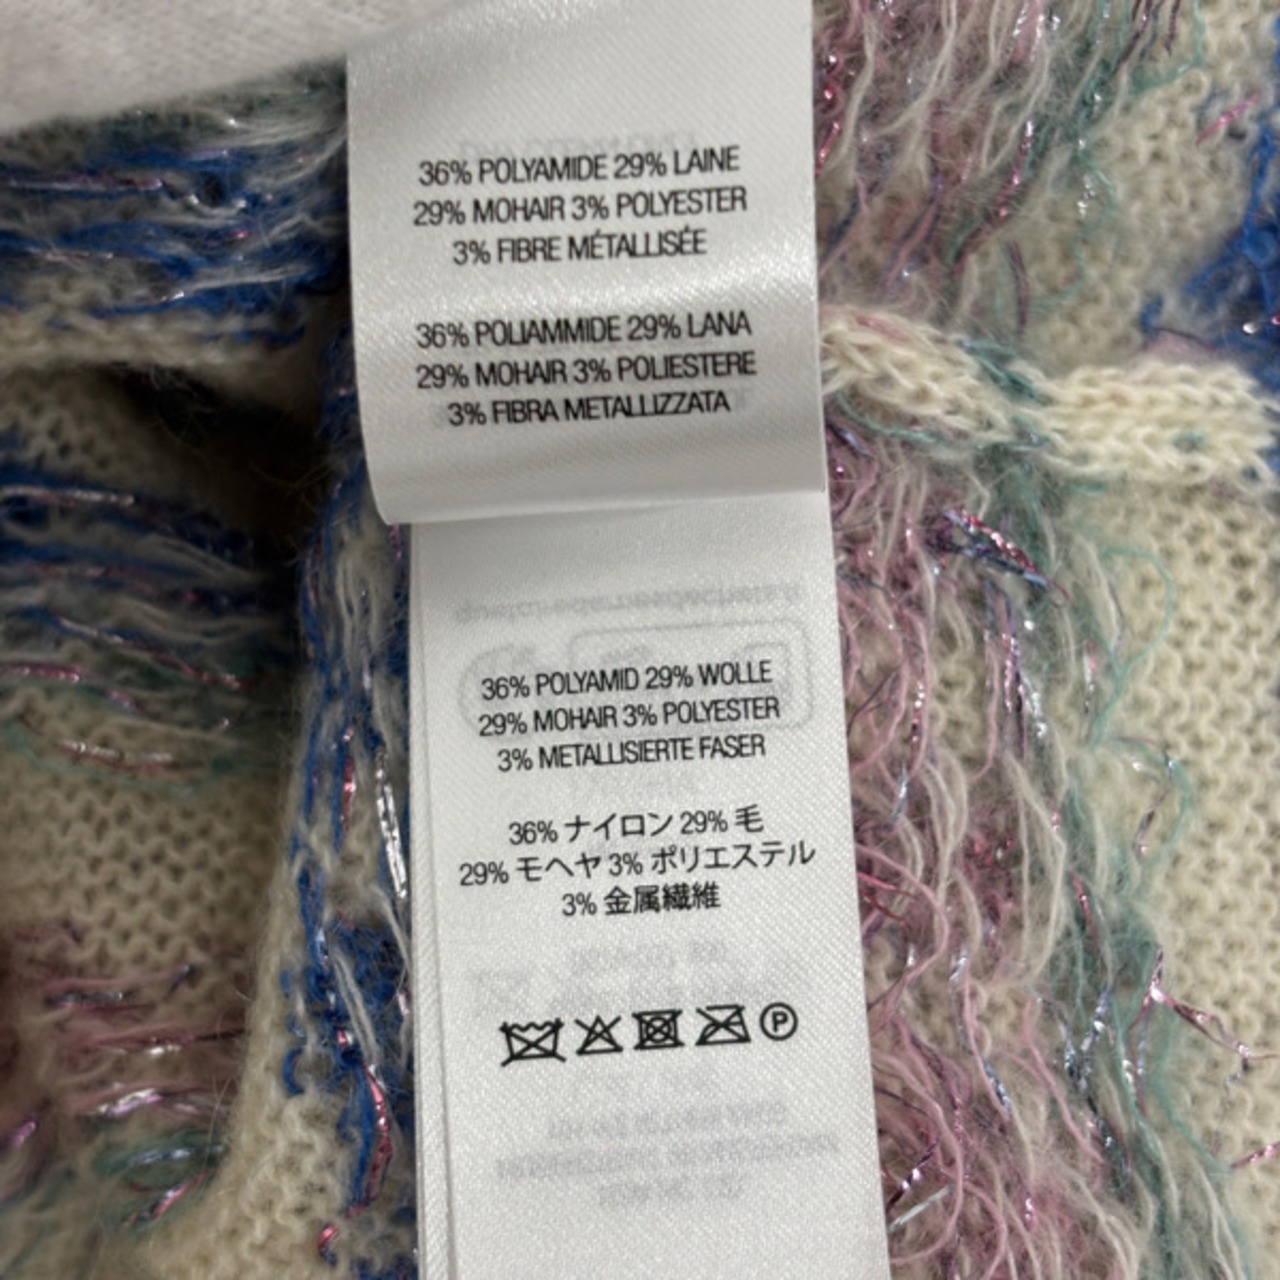 36% POLYAMIDE 29% LAINE
29% MOHAIR 3% POLYESTER
3% FIBRE MÉTALLISÉE
36% POLIAMMIDE 29% LANA
29% MOHAIR 3% POLIESTERE
3% FIBRA METALLIZZATA
36% POLYAMID 29% WOLLE
29% MOHAIR 3% POLYESTER
3% METALLISIERTE FASER
36% ナイロン 29% 毛
29% モヘヤ 3% ポリエステル
3% 金属繊維
P